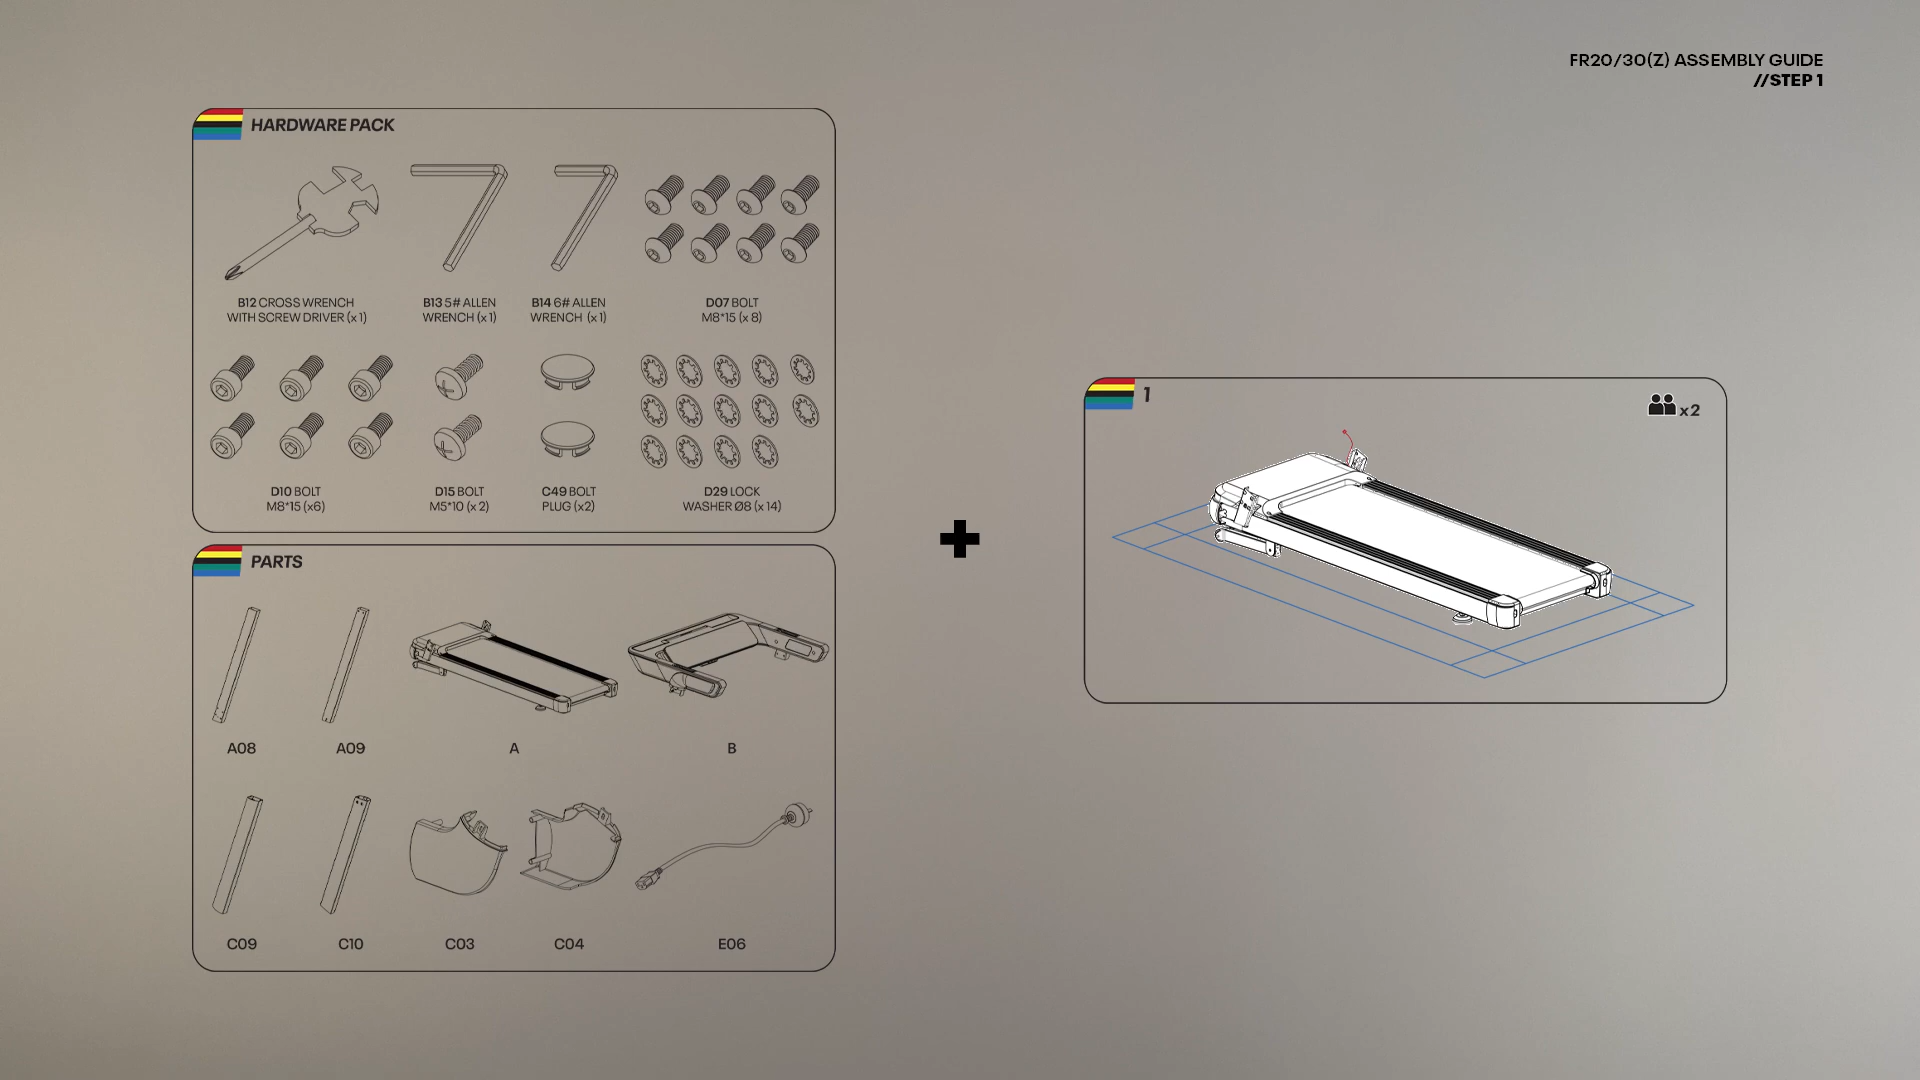 FR20/30(Z) ASSEMBLY GUIDE
//STEP 1
HARDWARE PACK
B12 CROSS WRENCH
WITH SCREW DRIVER (x1)
B13 5# ALLEN
WRENCH (x1)
B14 6# ALLEN
WRENCH (x1)
D07 BOLT
M8*15 (x 8)
D10 BOLT
M8*15 (x6)
D15 BOLT
M5*10 (x 2)
C49 BOLT
PLUG (x2)
D29 LOCK
WASHER Ø8 (x 14)
PARTS
A08
A09
A
B
C09
C10
C03
C04
E06
1
x2